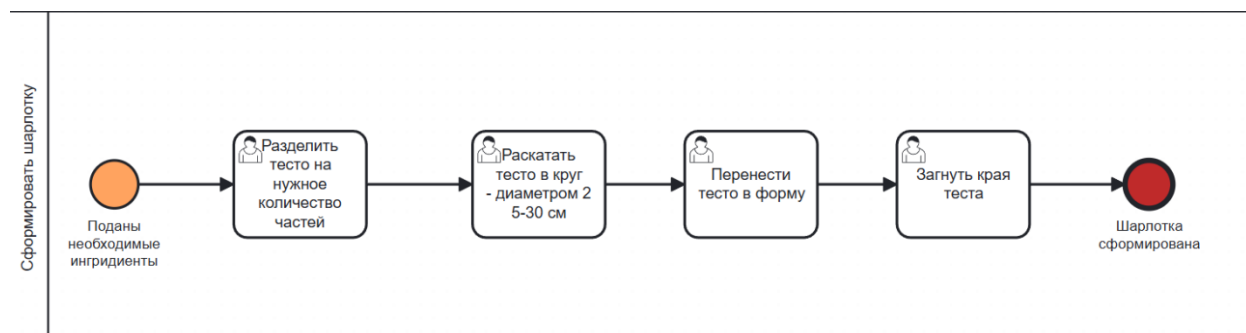 Сформировать шарлотку
Поданы
необходимые
ингридиенты
Разделить
тесто на
нужное
количество
частей
Раскатать
тесто в круг
- диаметром 2
5-30 см
Перенести
тесто в форму
Загнуть края
теста
Шарлотка
сформирована